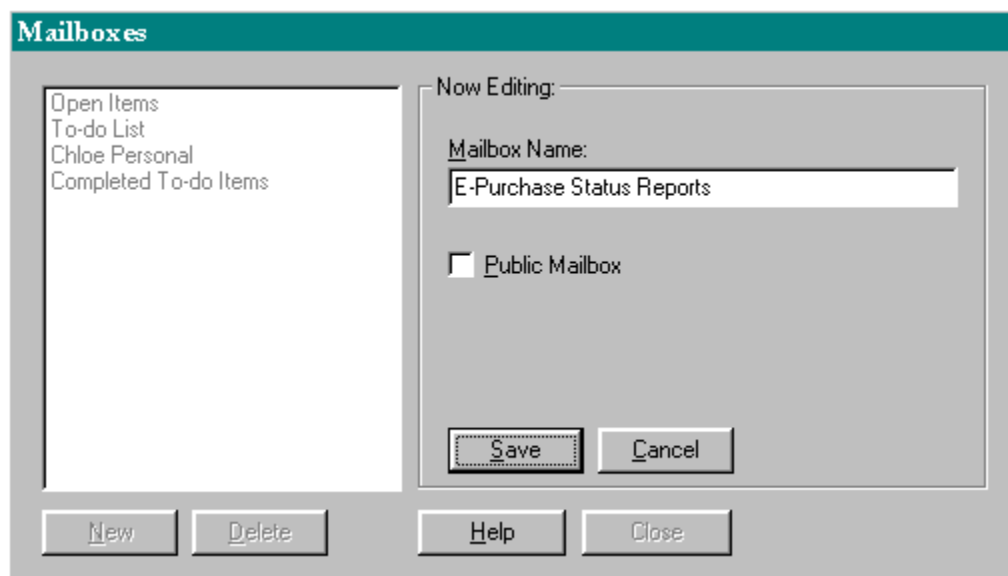 Mailboxes
Open Items
To-do List
Chloe Personal
Completed To-do Items
Now Editing:
Mailbox Name:
E-Purchase Status Reports
Public Mailbox
Save Cancel
New Delete Help Close